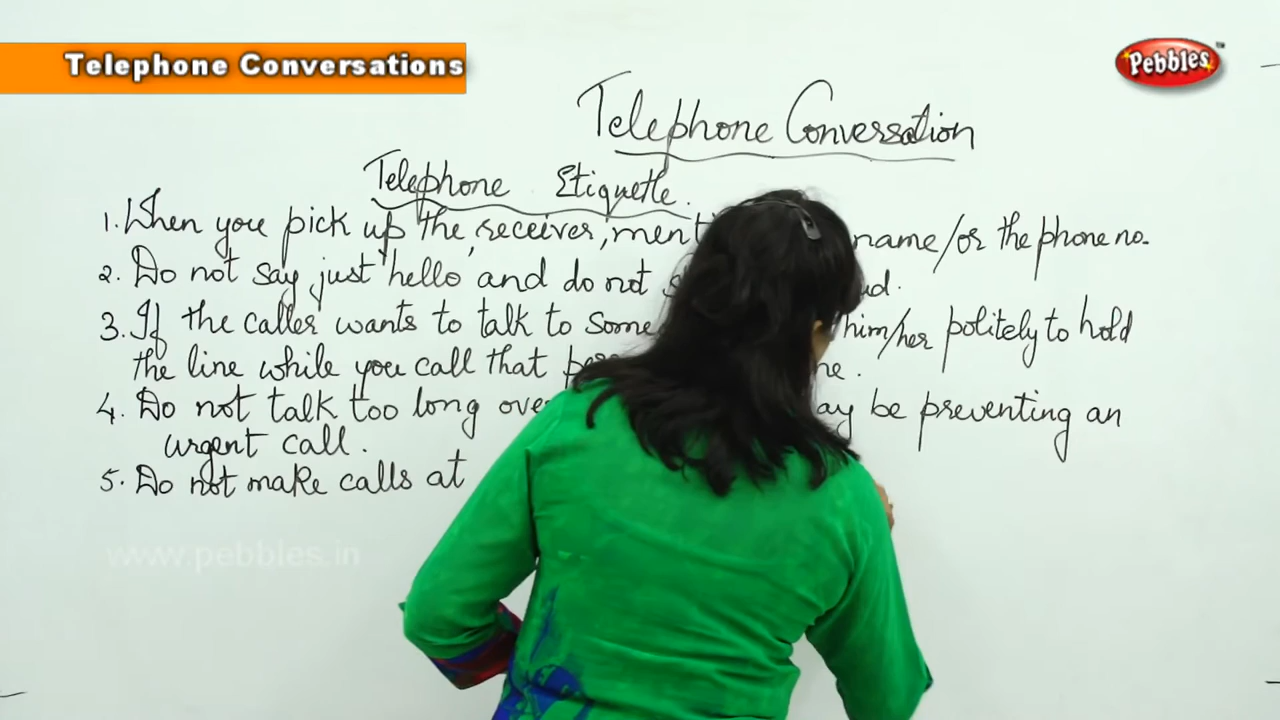 Telephone Conversations
Pebbles™
Telephone Conversation
Telephone Etiquette.
1. When you pick up the receiver, name/or the phone no.
2. Do not say just 'hello' and do not
3. If the caller wants to talk to some him/her politely to hold
the line while you call that
4. Do not talk too long be preventing an
urgent call.
5. Do not make calls at
www.pebbles.in